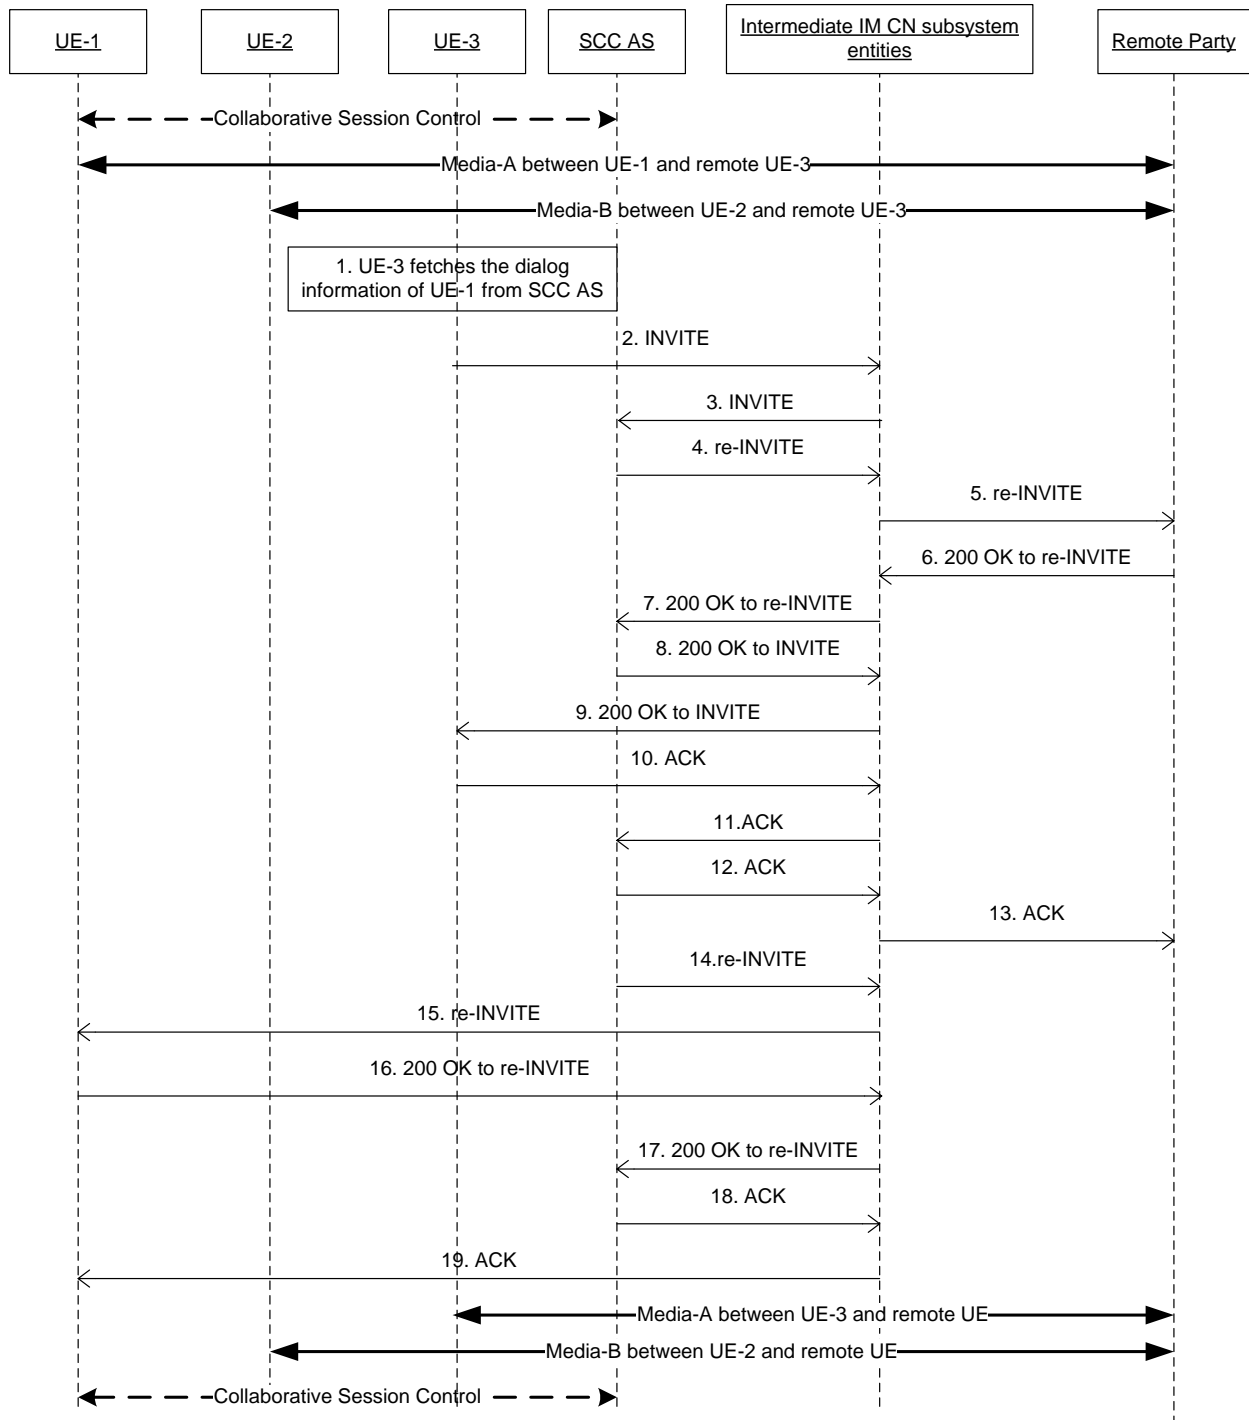 UE-1
UE-2
UE-3
SCC AS
Intermediate IM CN subsystem
entities
Remote Party
Collaborative Session Control
Media-A between UE-1 and remote UE-3
Media-B between UE-2 and remote UE-3
1. UE-3 fetches the dialog
information of UE-1 from SCC AS
2. INVITE
3. INVITE
4. re-INVITE
5. re-INVITE
6. 200 OK to re-INVITE
7. 200 OK to re-INVITE
8. 200 OK to INVITE
9. 200 OK to INVITE
10. ACK
11.ACK
12. ACK
13. ACK
14.re-INVITE
15. re-INVITE
16. 200 OK to re-INVITE
17. 200 OK to re-INVITE
18. ACK
19. ACK
Media-A between UE-3 and remote UE
Media-B between UE-2 and remote UE
Collaborative Session Control